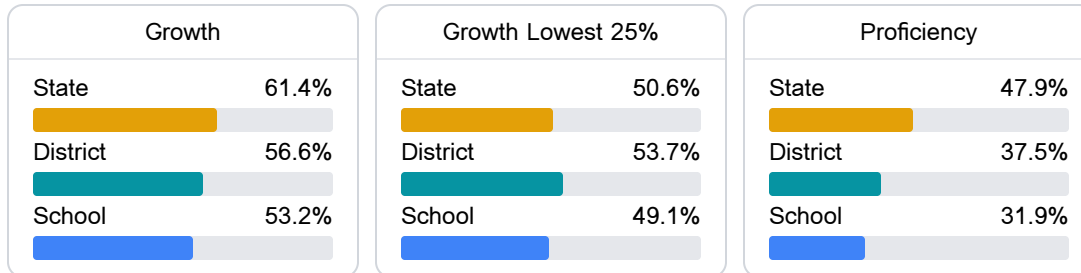 Growth
State 61.4%
District 56.6%
School 53.2%
Growth Lowest 25%
State 50.6%
District 53.7%
School 49.1%
Proficiency
State 47.9%
District 37.5%
School 31.9%